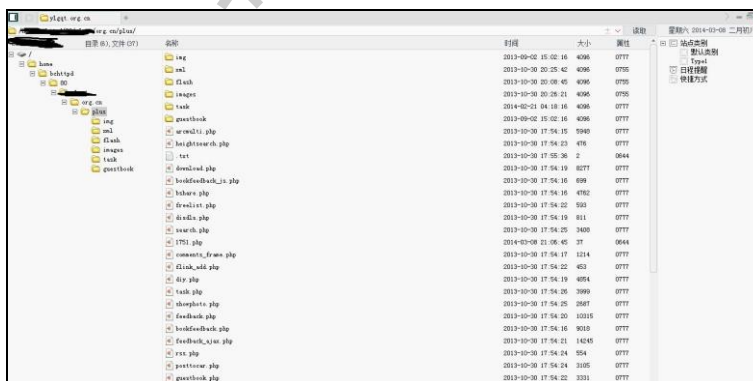 ylgqt.org.cn
org.cn/plus/ 读取 星期六 2014-03-08 二月初
目录(6),文件(37) 名称 时间 大小 属性 站点类别
/ img 2013-09-02 15:02:16 4096 0777 默认类别
home xml 2013-10-30 20:25:42 4096 0755 Type1
bchttpd flash 2013-10-30 20:08:45 4096 0755 日程提醒
00 images 2013-10-30 20:26:21 4096 0755 快捷方式
task 2014-02-21 04:18:16 4096 0777
org.cn guestbook 2013-09-02 15:02:16 4096 0777
plus arcmulti.php 2013-10-30 17:54:15 5948 0777
img heightsearch.php 2013-10-30 17:54:23 476 0777
xml .txt 2013-10-30 17:55:36 2 0644
flash download.php 2013-10-30 17:54:19 8277 0777
images bookfeedback_js.php 2013-10-30 17:54:16 699 0777
task bshare.php 2013-10-30 17:54:16 4762 0777
guestbook freelist.php 2013-10-30 17:54:22 593 0777
disdls.php 2013-10-30 17:54:19 811 0777
search.php 2013-10-30 17:54:25 3408 0777
1751.php 2014-03-08 21:06:45 37 0644
comments_frame.php 2013-10-30 17:54:17 1214 0777
flink_add.php 2013-10-30 17:54:22 453 0777
diy.php 2013-10-30 17:54:19 4854 0777
task.php 2013-10-30 17:54:26 3999 0777
showphoto.php 2013-10-30 17:54:25 2687 0777
feedback.php 2013-10-30 17:54:20 10315 0777
bookfeedback.php 2013-10-30 17:54:16 9018 0777
feedback_ajax.php 2013-10-30 17:54:21 14245 0777
rss.php 2013-10-30 17:54:24 554 0777
posttocar.php 2013-10-30 17:54:24 3105 0777
guestbook.php 2013-10-30 17:54:22 3331 0777